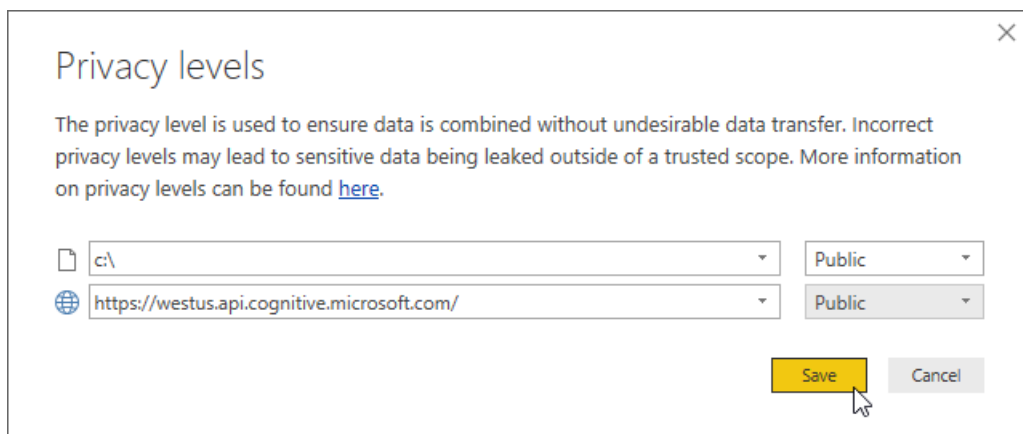 Privacy levels
The privacy level is used to ensure data is combined without undesirable data transfer. Incorrect
privacy levels may lead to sensitive data being leaked outside of a trusted scope. More information
on privacy levels can be found here.
c:\ Public
https://westus.api.cognitive.microsoft.com/ Public
Save Cancel